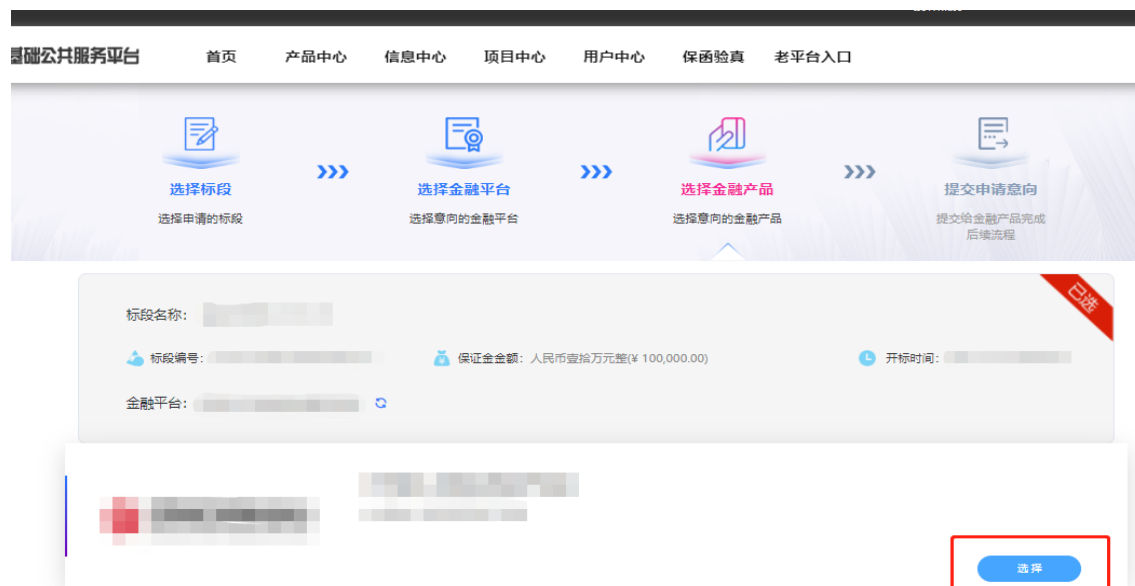 基础公共服务平台 首页 产品中心 信息中心 项目中心 用户中心 保函验真 老平台入口
选择标段 选择金融平台 选择金融产品 提交申请意向
选择申请的标段 选择意向的金融平台 选择意向的金融产品 提交给金融产品完成
后续流程
已选
标段名称:
标段编号: 保证金金额: 人民币壹拾万元整(¥ 100,000.00) 开标时间:
金融平台:
选择